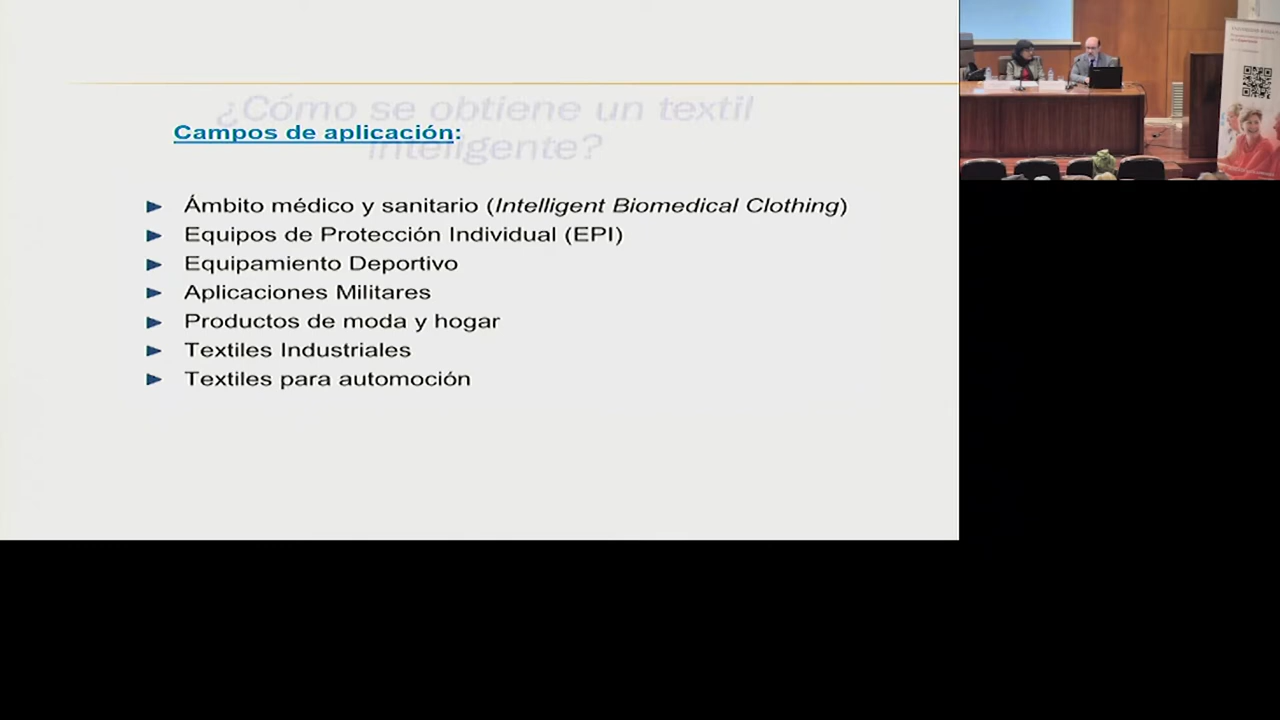 ¿Cómo se obtiene un textil
inteligente?
Campos de aplicación:
► Ámbito médico y sanitario (Intelligent Biomedical Clothing)
► Equipos de Protección Individual (EPI)
► Equipamiento Deportivo
► Aplicaciones Militares
► Productos de moda y hogar
► Textiles Industriales
► Textiles para automoción